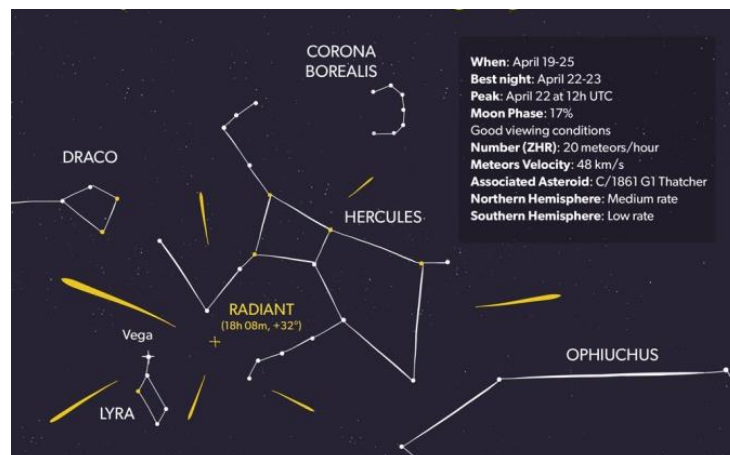 CORONA
BOREALIS
When: April 19-25
Best night: April 22-23
Peak: April 22 at 12h UTC
Moon Phase: 17%
Good viewing conditions
Number (ZHR): 20 meteors/hour
Meteors Velocity: 48 km/s
Associated Asteroid: C/1861 G1 Thatcher
Northern Hemisphere: Medium rate
Southern Hemisphere: Low rate
DRACO
HERCULES
RADIANT
(18h 08m, +32°)
Vega
OPHIUCHUS
LYRA